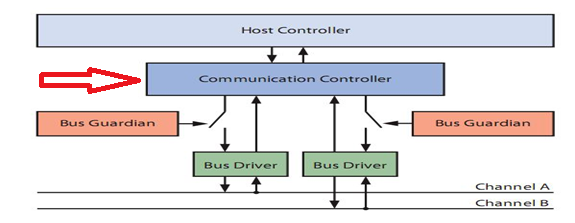 Host Controller
Communication Controller
Bus Guardian
Bus Guardian
Bus Driver
Bus Driver
Channel A
Channel B